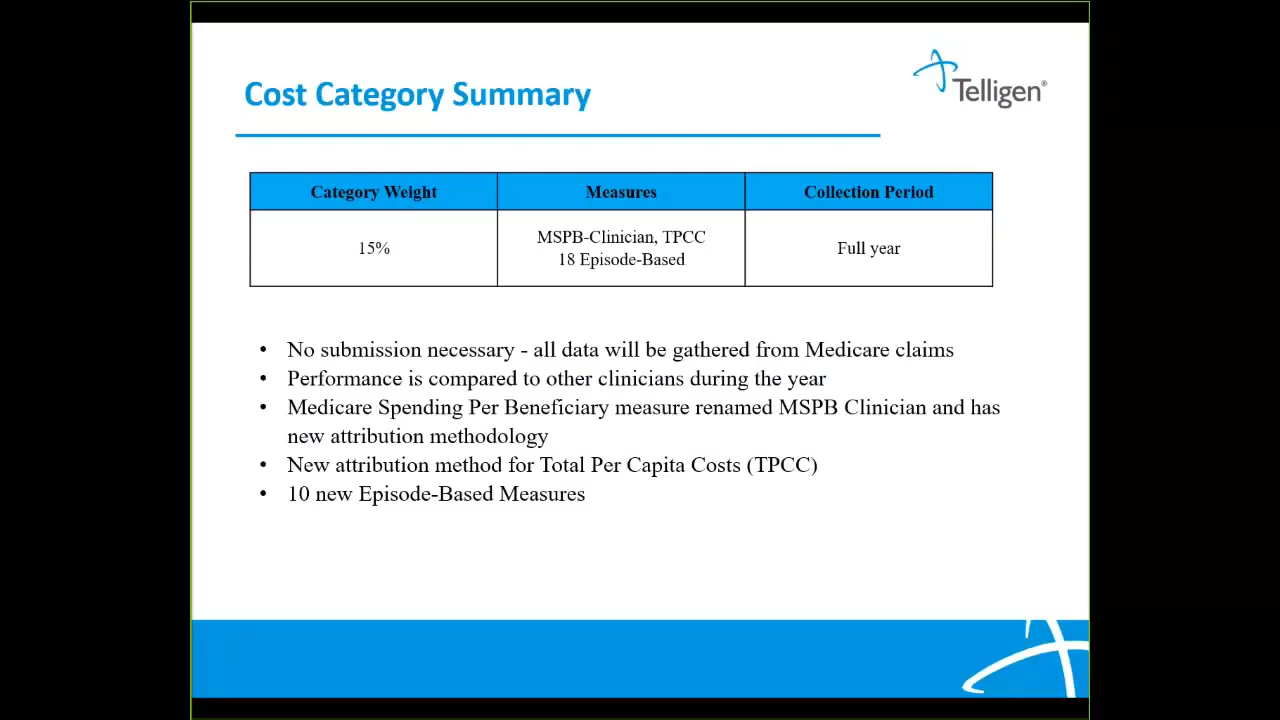 Cost Category Summary
Telligen®
Category Weight
Measures
Collection Period
15%
MSPB-Clinician, TPCC
18 Episode-Based
Full year
• No submission necessary - all data will be gathered from Medicare claims
• Performance is compared to other clinicians during the year
• Medicare Spending Per Beneficiary measure renamed MSPB Clinician and has
new attribution methodology
• New attribution method for Total Per Capita Costs (TPCC)
• 10 new Episode-Based Measures